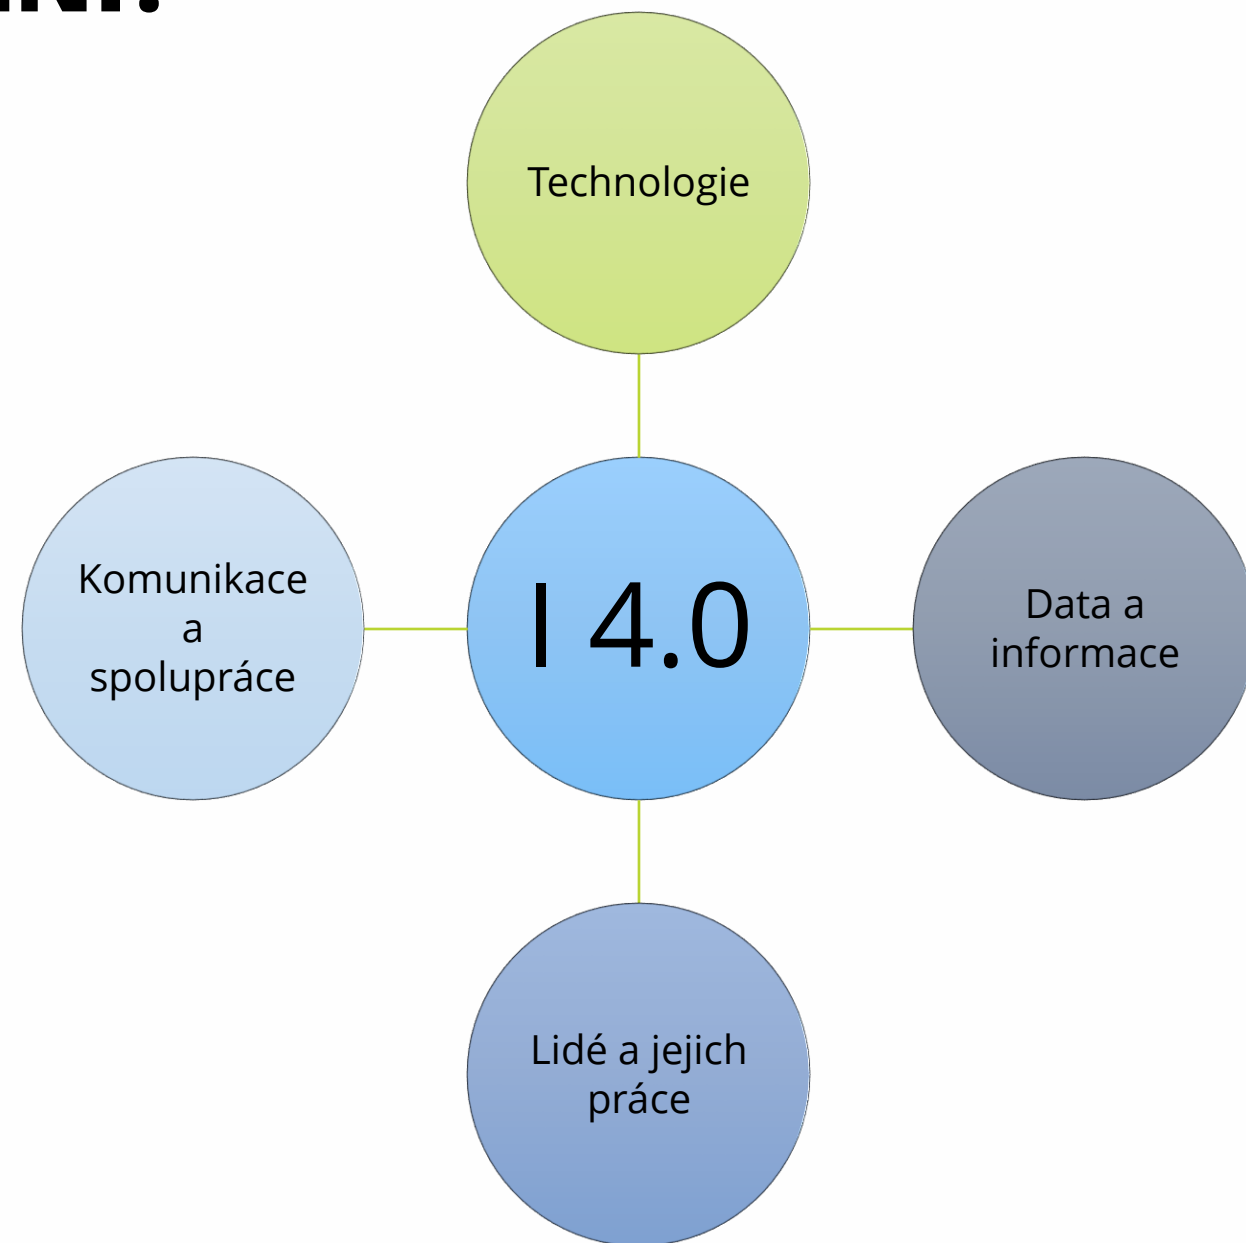 Technologie
Komunikace
a
spolupráce
I 4.0
Data a
informace
Lidé a jejich
práce